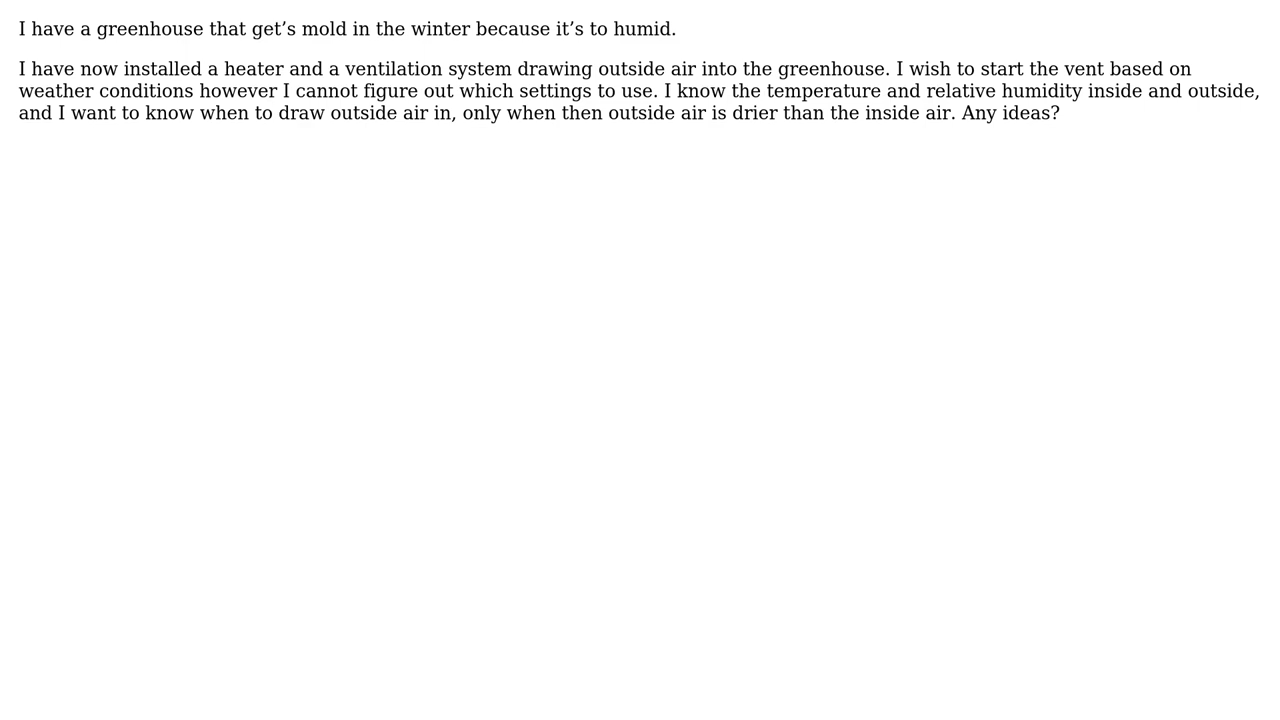 I have a greenhouse that get’s mold in the winter because it’s to humid.
I have now installed a heater and a ventilation system drawing outside air into the greenhouse. I wish to start the vent based on
weather conditions however I cannot figure out which settings to use. I know the temperature and relative humidity inside and outside,
and I want to know when to draw outside air in, only when then outside air is drier than the inside air. Any ideas?